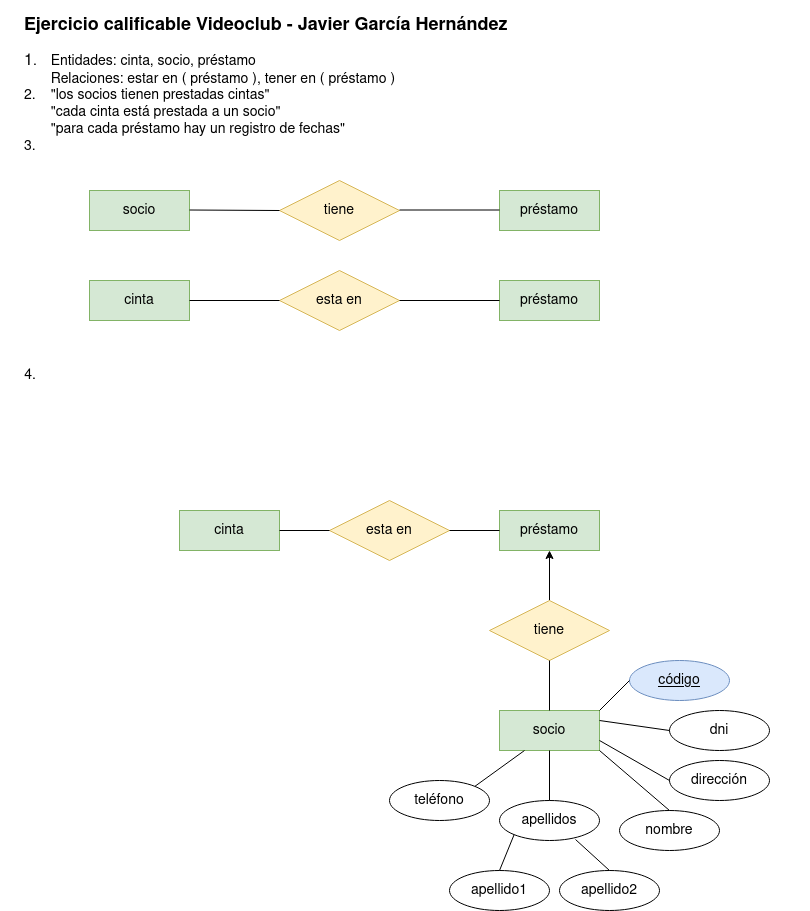 Ejercicio calificable Videoclub - Javier García Hernández
1. Entidades: cinta, socio, préstamo
Relaciones: estar en ( préstamo ), tener en ( préstamo )
2. "los socios tienen prestadas cintas"
"cada cinta está prestada a un socio"
"para cada préstamo hay un registro de fechas"
3.
socio tiene préstamo
cinta esta en préstamo
4.
cinta esta en préstamo
tiene
código
socio
dni
dirección
teléfono
apellidos
nombre
apellido1
apellido2